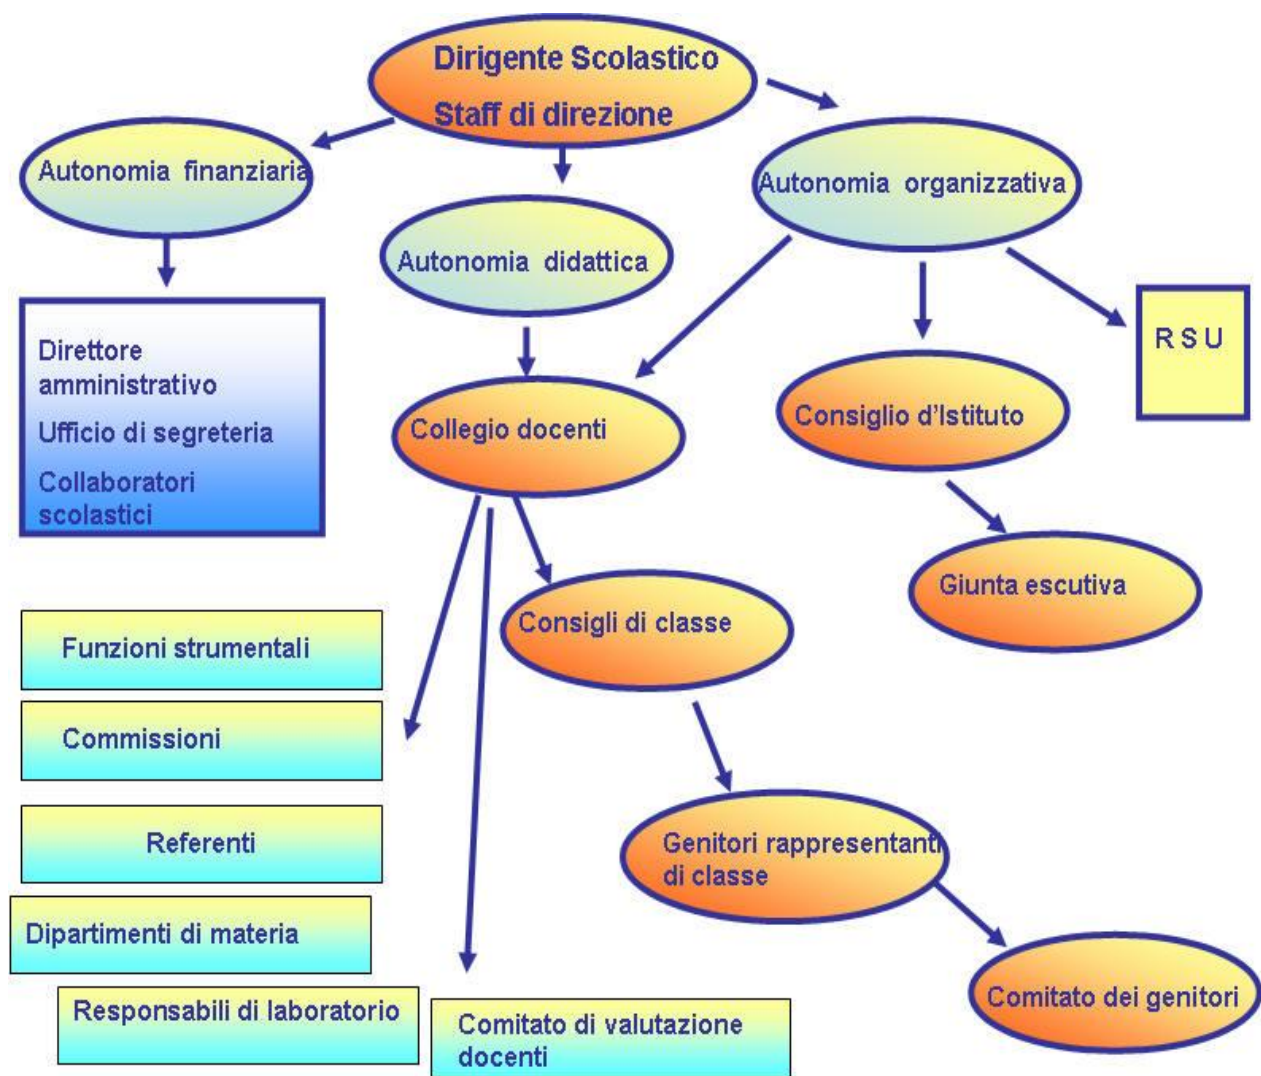 Dirigente Scolastico
Staff di direzione
Autonomia finanziaria
Autonomia organizzativa
Autonomia didattica
Direttore
amministrativo
Ufficio di segreteria
Collaboratori
scolastici
R S U
Consiglio d'Istituto
Collegio docenti
Giunta escutiva
Consigli di classe
Funzioni strumentali
Commissioni
Referenti
Genitori rappresentanti
di classe
Dipartimenti di materia
Comitato dei genitori
Responsabili di laboratorio
Comitato di valutazione
docenti